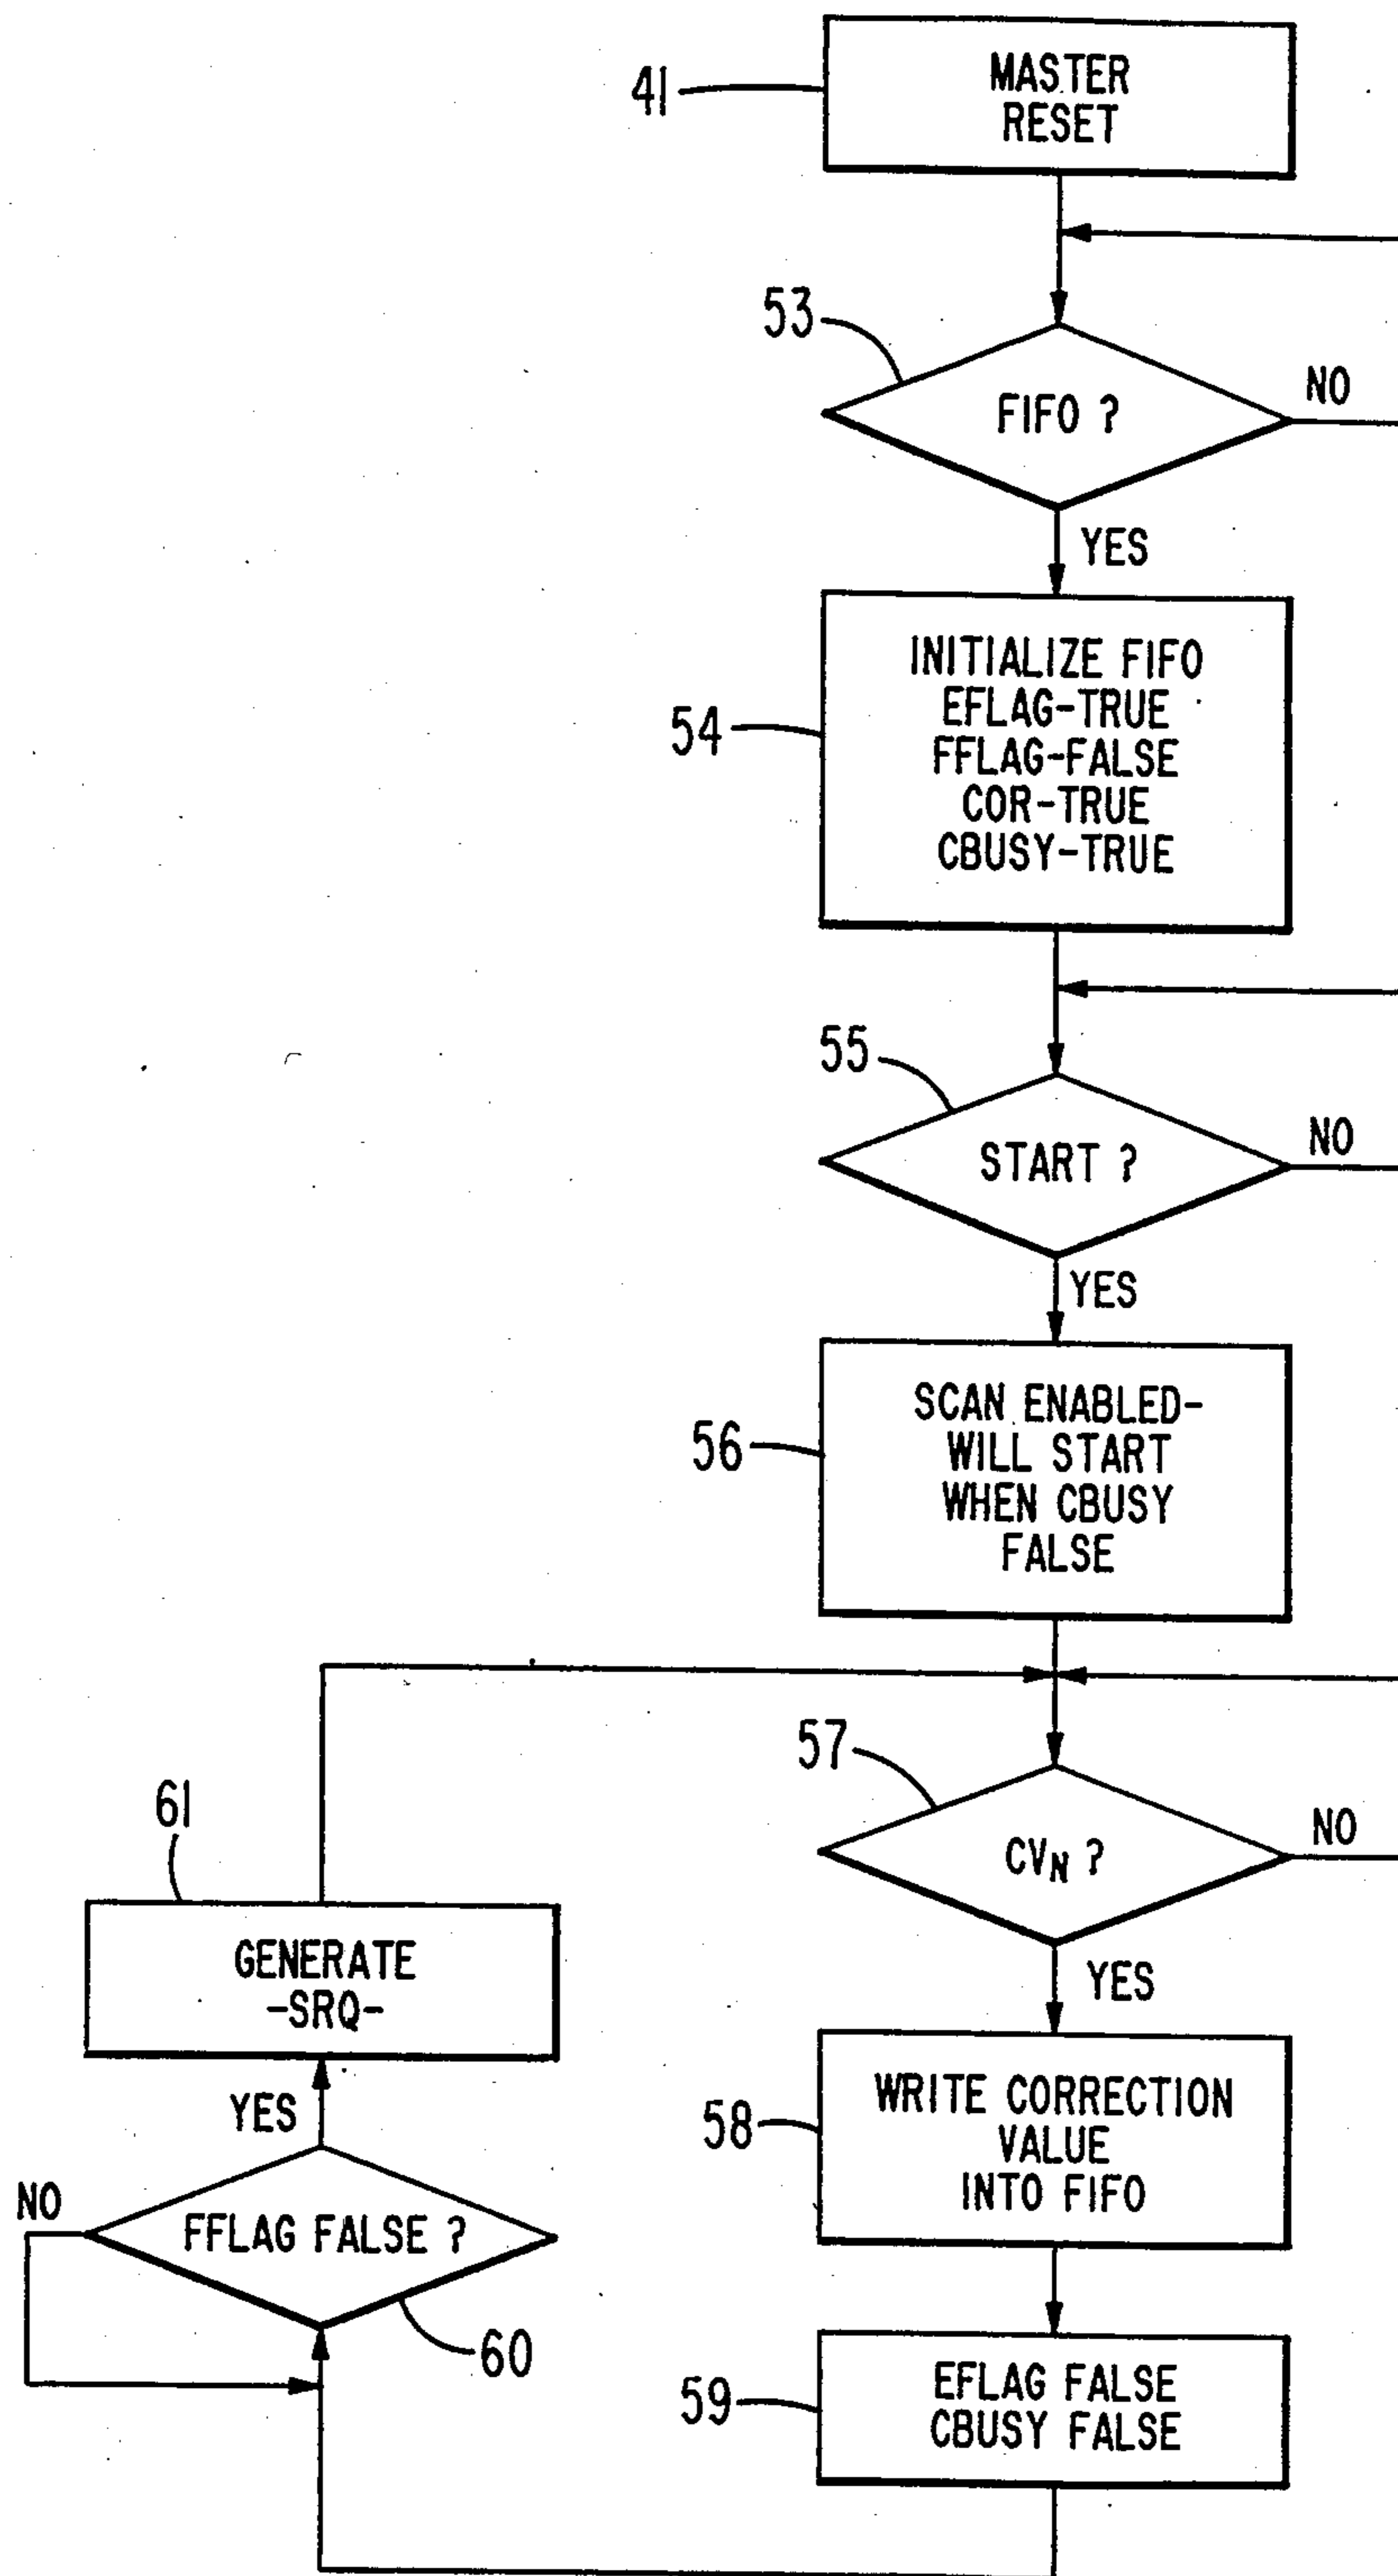 41
MASTER
RESET
53
FIFO ?
NO
YES
54
INITIALIZE FIFO
EFLAG-TRUE
FFLAG-FALSE
COR-TRUE
CBUSY-TRUE
55
START ?
NO
YES
56
SCAN ENABLED-
WILL START
WHEN CBUSY
FALSE
57
CVN ?
NO
YES
61
GENERATE
-SRQ-
YES
58
WRITE CORRECTION
VALUE
INTO FIFO
NO
FFLAG FALSE ?
60
59
EFLAG FALSE
CBUSY FALSE